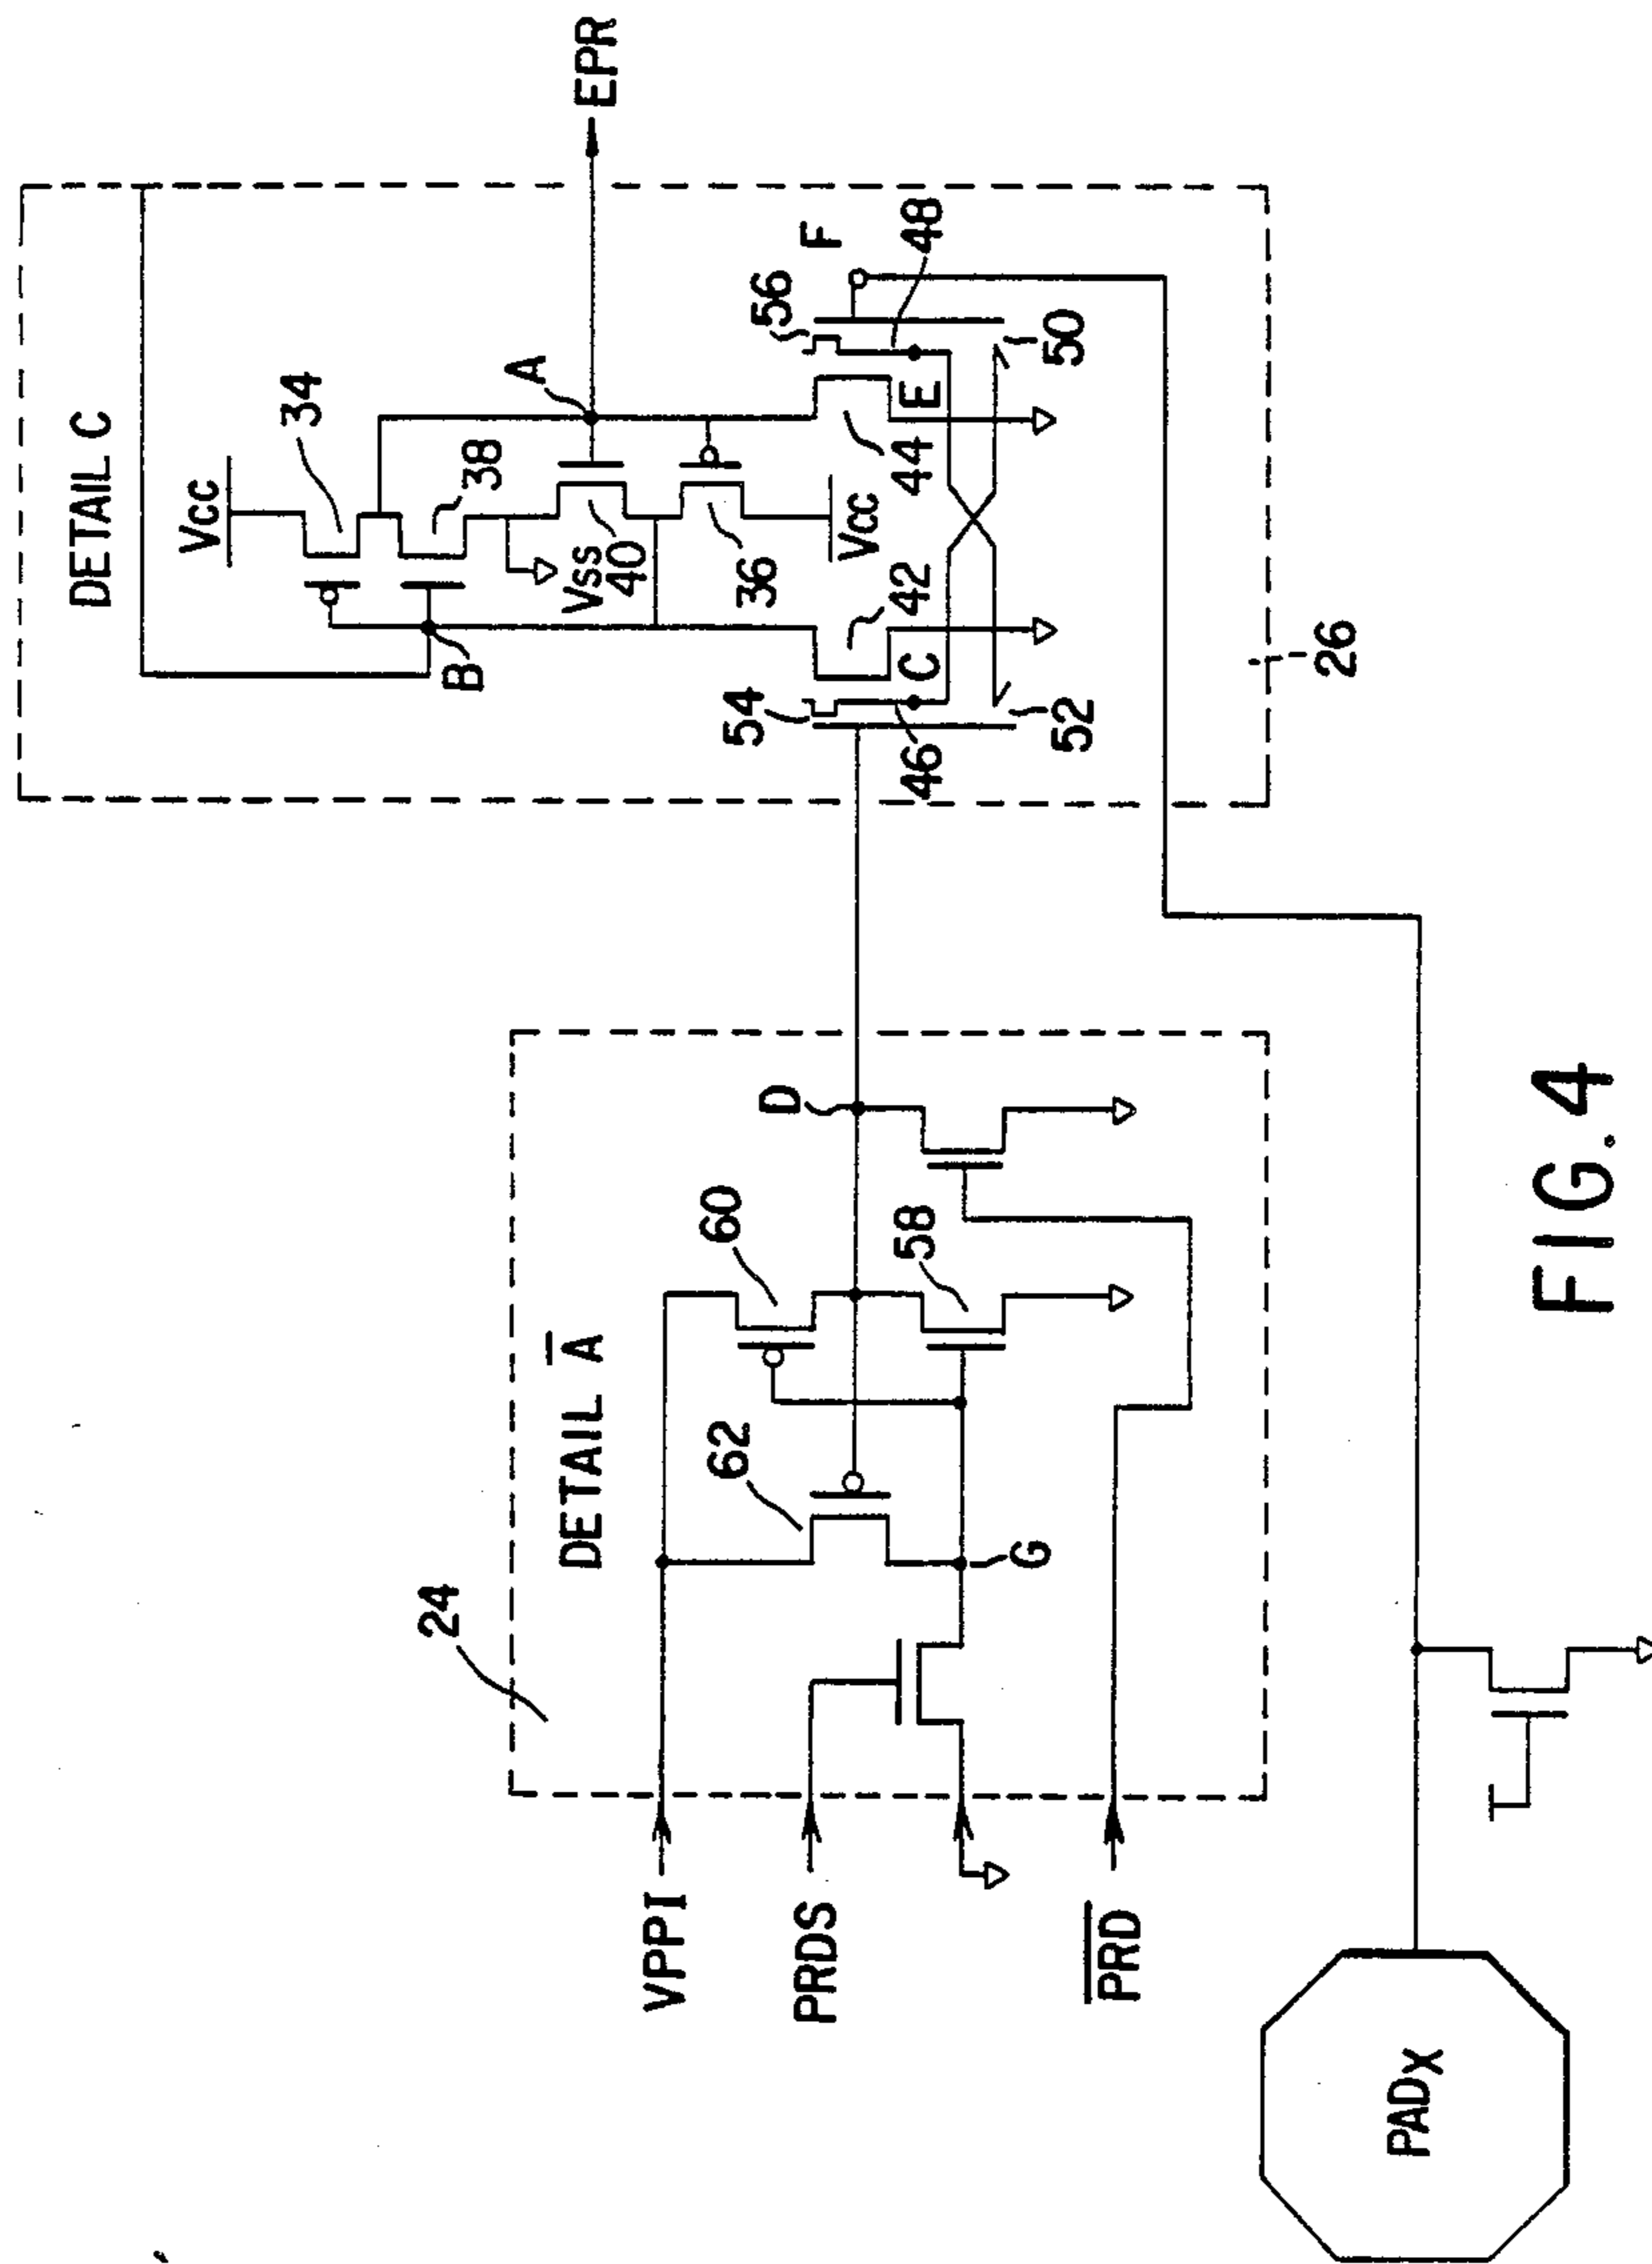 DETAIL C
Vcc
34
38
A
EPR
B
Vss
40
36
Vcc
42
44
54
C
46
52
56
F
E
48
50
26
24
DETAIL A
62
60
58
D
G
VPPI
PRDS
PRD
PADX
FIG. 4